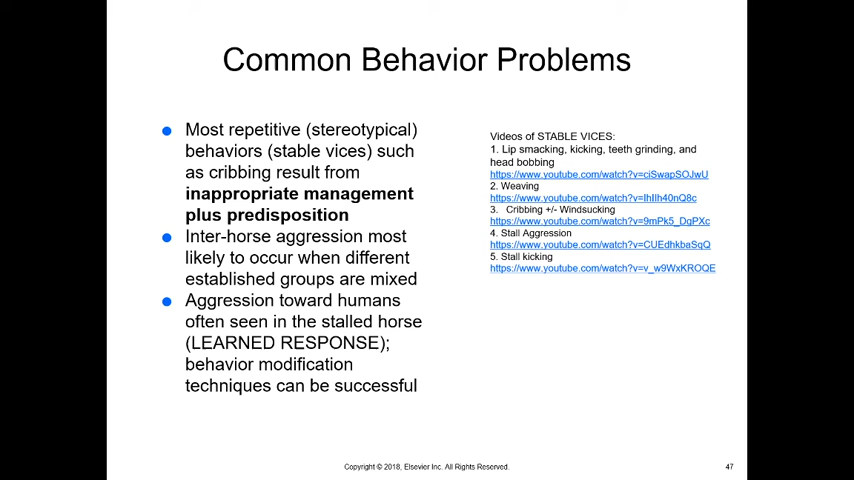 Common Behavior Problems
● Most repetitive (stereotypical)
behaviors (stable vices) such
as cribbing result from
inappropriate management
plus predisposition
● Inter-horse aggression most
likely to occur when different
established groups are mixed
● Aggression toward humans
often seen in the stalled horse
(LEARNED RESPONSE);
behavior modification
techniques can be successful
Videos of STABLE VICES:
1. Lip smacking, kicking, teeth grinding, and
head bobbing
https://www.youtube.com/watch?v=ciSwapSOJwU
2. Weaving
https://www.youtube.com/watch?v=IhIIh40nQ8c
3. Cribbing +/- Windsucking
https://www.youtube.com/watch?v=9mPk5_DgPXc
4. Stall Aggression
https://www.youtube.com/watch?v=CUEdhkbaSqQ
5. Stall kicking
https://www.youtube.com/watch?v=v_w9WxKROQE
Copyright © 2018, Elsevier Inc. All Rights Reserved.
47